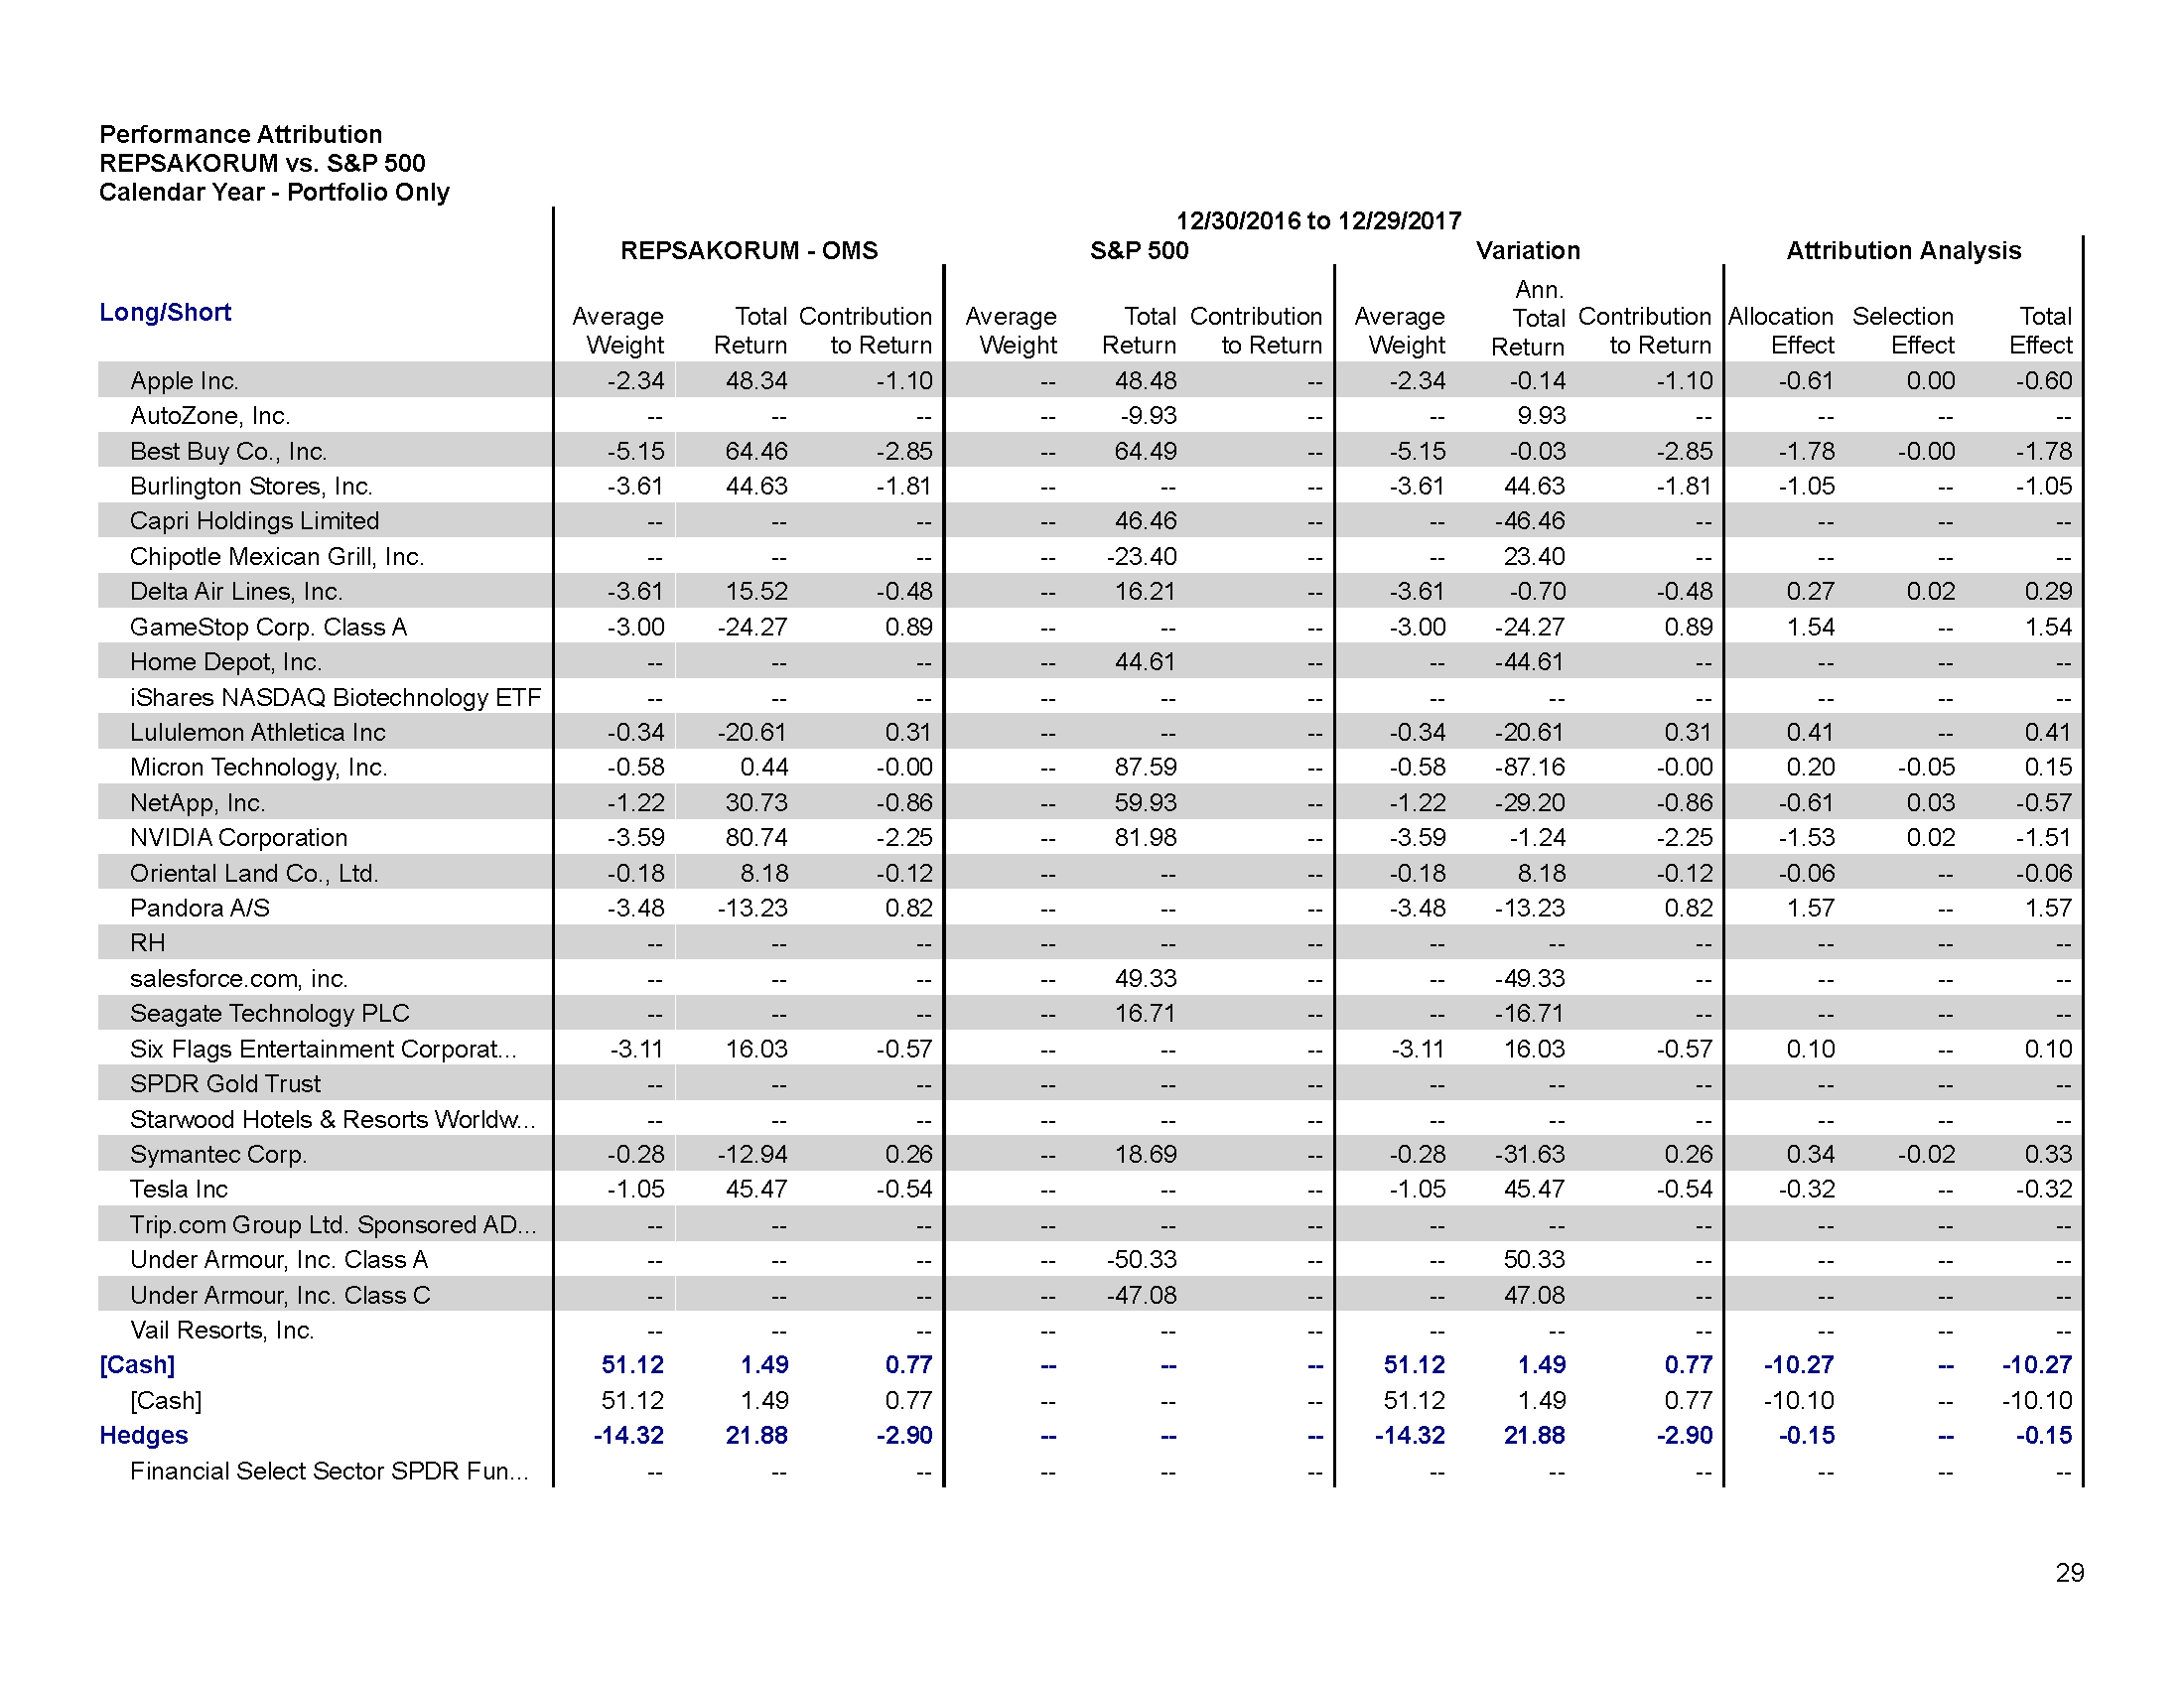 Performance Attribution
REPSAKORUM vs. S&P 500
Calendar Year - Portfolio Only
12/30/2016 to 12/29/2017
REPSAKORUM - OMS S&P 500 Variation Attribution Analysis
Long/Short Average Weight Total Return Contribution to Return Average Weight Total Return Contribution to Return Average Weight Ann. Total Return Contribution to Return Allocation Effect Selection Effect Total Effect
Apple Inc. -2.34 48.34 -1.10 -- 48.48 -- -2.34 -0.14 -1.10 -0.61 0.00 -0.60
AutoZone, Inc. -- -- -- -- -9.93 -- -- 9.93 -- -- -- --
Best Buy Co., Inc. -5.15 64.46 -2.85 -- 64.49 -- -5.15 -0.03 -2.85 -1.78 -0.00 -1.78
Burlington Stores, Inc. -3.61 44.63 -1.81 -- -- -- -3.61 44.63 -1.81 -1.05 -- -1.05
Capri Holdings Limited -- -- -- -- 46.46 -- -- -46.46 -- -- -- --
Chipotle Mexican Grill, Inc. -- -- -- -- -23.40 -- -- 23.40 -- -- -- --
Delta Air Lines, Inc. -3.61 15.52 -0.48 -- 16.21 -- -3.61 -0.70 -0.48 0.27 0.02 0.29
GameStop Corp. Class A -3.00 -24.27 0.89 -- -- -- -3.00 -24.27 0.89 1.54 -- 1.54
Home Depot, Inc. -- -- -- -- 44.61 -- -- -44.61 -- -- -- --
iShares NASDAQ Biotechnology ETF -- -- -- -- -- -- -- -- -- -- -- --
Lululemon Athletica Inc -0.34 -20.61 0.31 -- -- -- -0.34 -20.61 0.31 0.41 -- 0.41
Micron Technology, Inc. -0.58 0.44 -0.00 -- 87.59 -- -0.58 -87.16 -0.00 0.20 -0.05 0.15
NetApp, Inc. -1.22 30.73 -0.86 -- 59.93 -- -1.22 -29.20 -0.86 -0.61 0.03 -0.57
NVIDIA Corporation -3.59 80.74 -2.25 -- 81.98 -- -3.59 -1.24 -2.25 -1.53 0.02 -1.51
Oriental Land Co., Ltd. -0.18 8.18 -0.12 -- -- -- -0.18 8.18 -0.12 -0.06 -- -0.06
Pandora A/S -3.48 -13.23 0.82 -- -- -- -3.48 -13.23 0.82 1.57 -- 1.57
RH -- -- -- -- -- -- -- -- -- -- -- --
salesforce.com, inc. -- -- -- -- 49.33 -- -- -49.33 -- -- -- --
Seagate Technology PLC -- -- -- -- 16.71 -- -- -16.71 -- -- -- --
Six Flags Entertainment Corporat... -3.11 16.03 -0.57 -- -- -- -3.11 16.03 -0.57 0.10 -- 0.10
SPDR Gold Trust -- -- -- -- -- -- -- -- -- -- -- --
Starwood Hotels & Resorts Worldw... -- -- -- -- -- -- -- -- -- -- -- --
Symantec Corp. -0.28 -12.94 0.26 -- 18.69 -- -0.28 -31.63 0.26 0.34 -0.02 0.33
Tesla Inc -1.05 45.47 -0.54 -- -- -- -1.05 45.47 -0.54 -0.32 -- -0.32
Trip.com Group Ltd. Sponsored AD... -- -- -- -- -- -- -- -- -- -- -- --
Under Armour, Inc. Class A -- -- -- -- -50.33 -- -- 50.33 -- -- -- --
Under Armour, Inc. Class C -- -- -- -- -47.08 -- -- 47.08 -- -- -- --
Vail Resorts, Inc. -- -- -- -- -- -- -- -- -- -- -- --
[Cash] 51.12 1.49 0.77 -- -- -- 51.12 1.49 0.77 -10.27 -- -10.27
[Cash] 51.12 1.49 0.77 -- -- -- 51.12 1.49 0.77 -10.10 -- -10.10
Hedges -14.32 21.88 -2.90 -- -- -- -14.32 21.88 -2.90 -0.15 -- -0.15
Financial Select Sector SPDR Fun... -- -- -- -- -- -- -- -- -- -- -- --
29